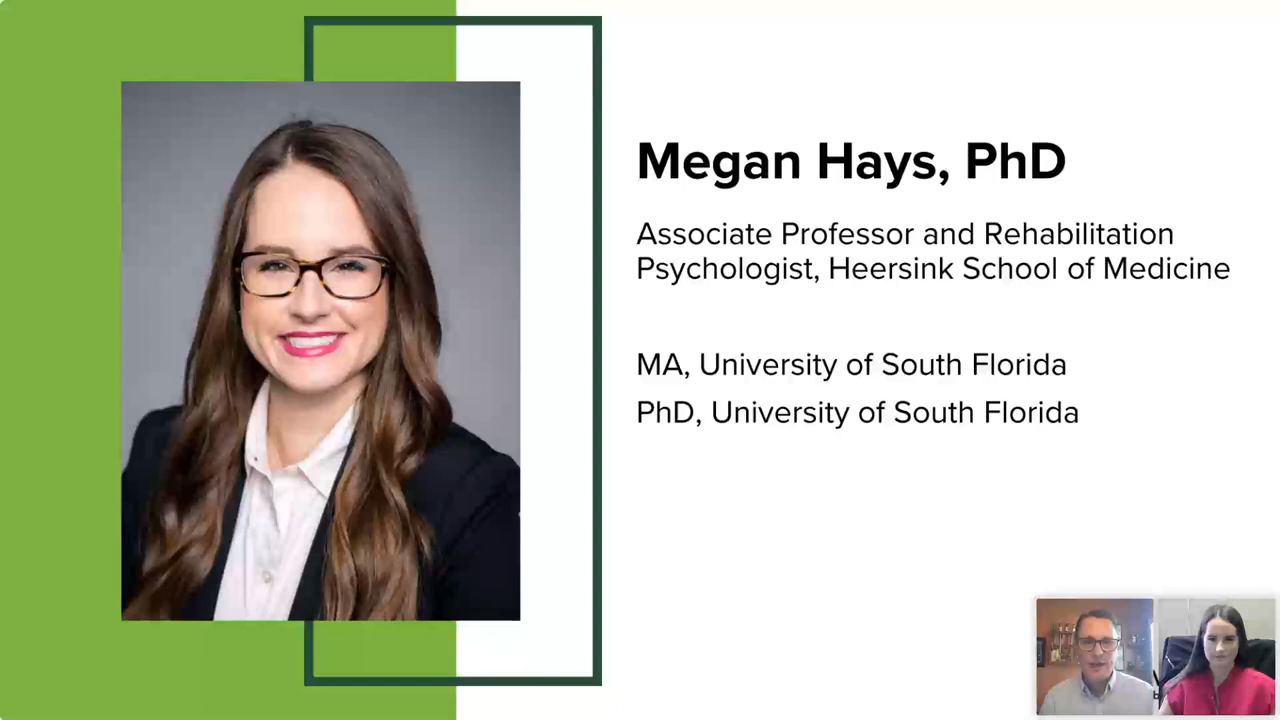 Megan Hays, PhD
Associate Professor and Rehabilitation
Psychologist, Heersink School of Medicine
MA, University of South Florida
PhD, University of South Florida